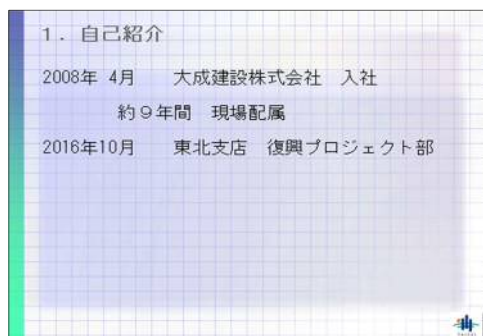 1. 自己紹介
2008年 4月　　大成建設株式会社　入社
約９年間　現場配属
2016年10月　　東北支店　復興プロジェクト部